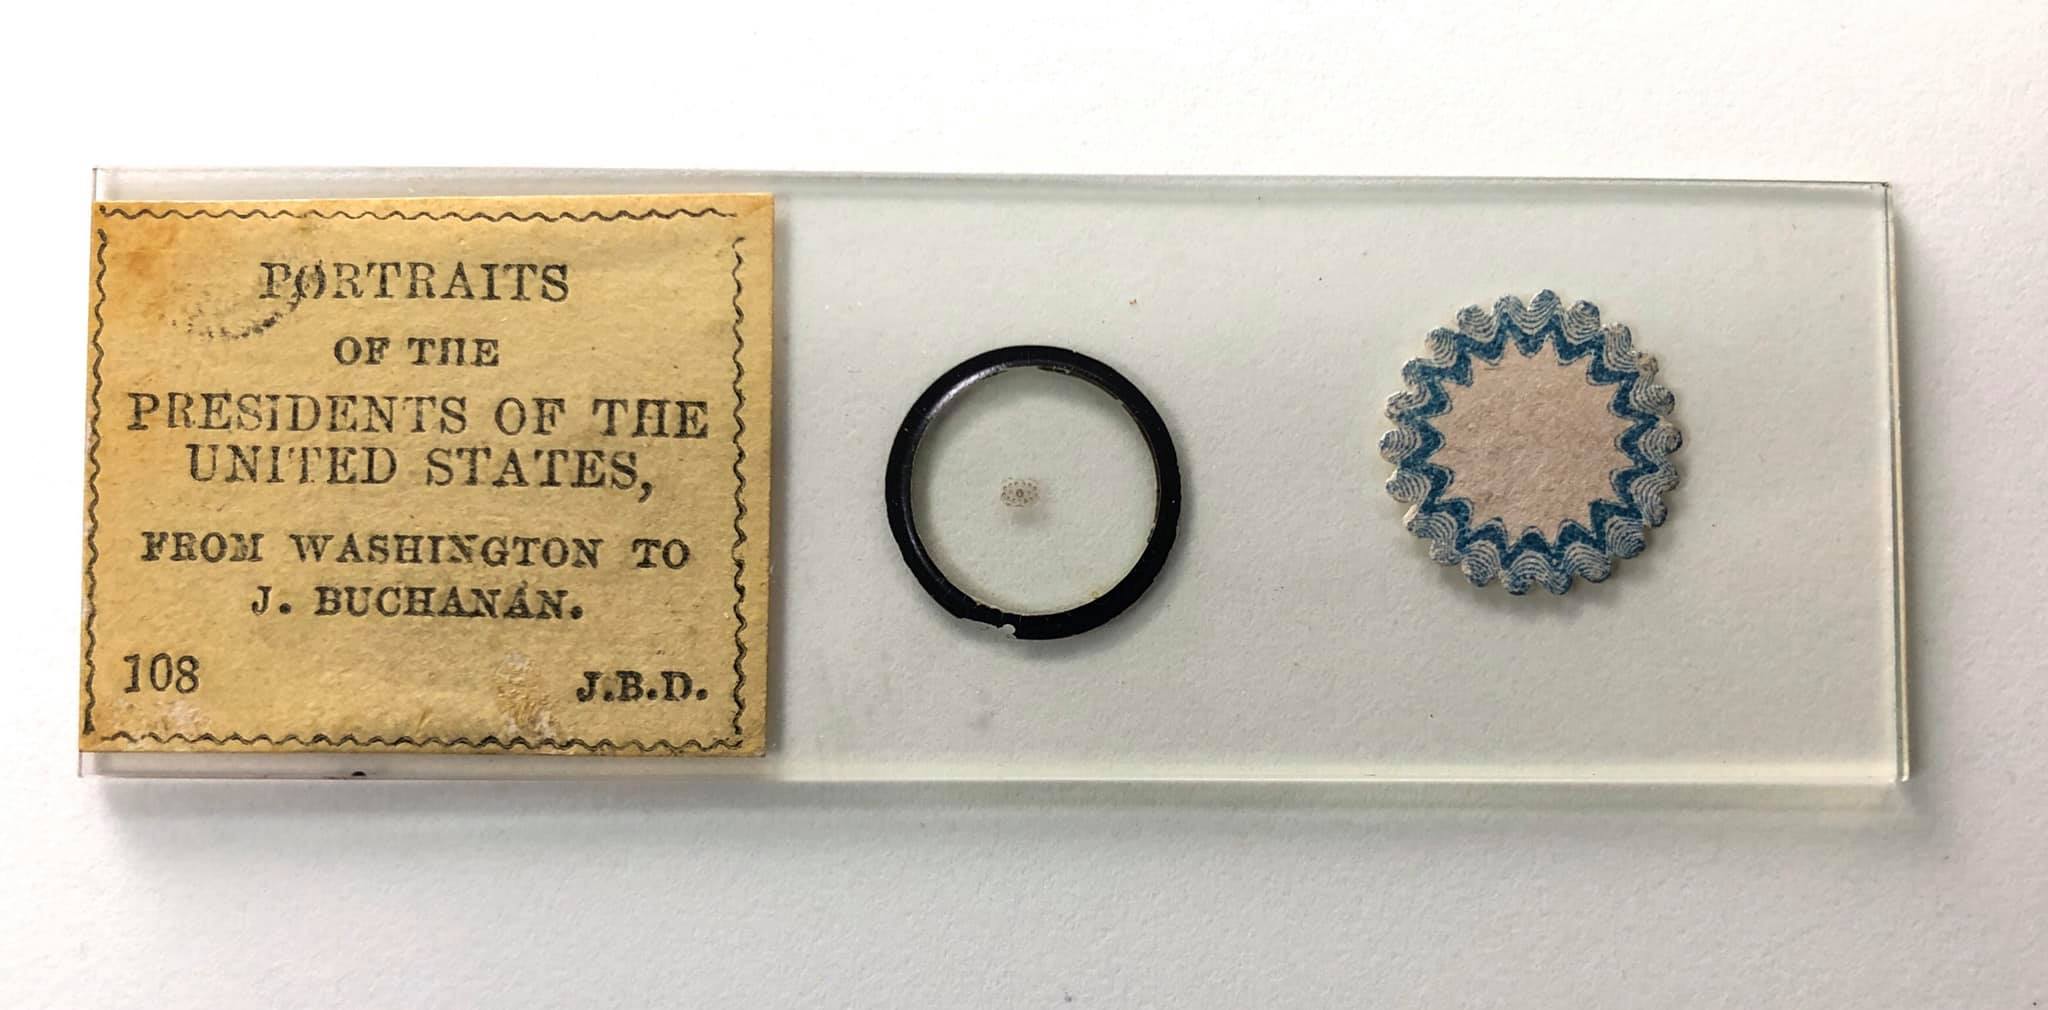 PORTRAITS
OF THE
PRESIDENTS OF THE
UNITED STATES,
FROM WASHINGTON TO
J. BUCHANAN.
108 J.B.D.